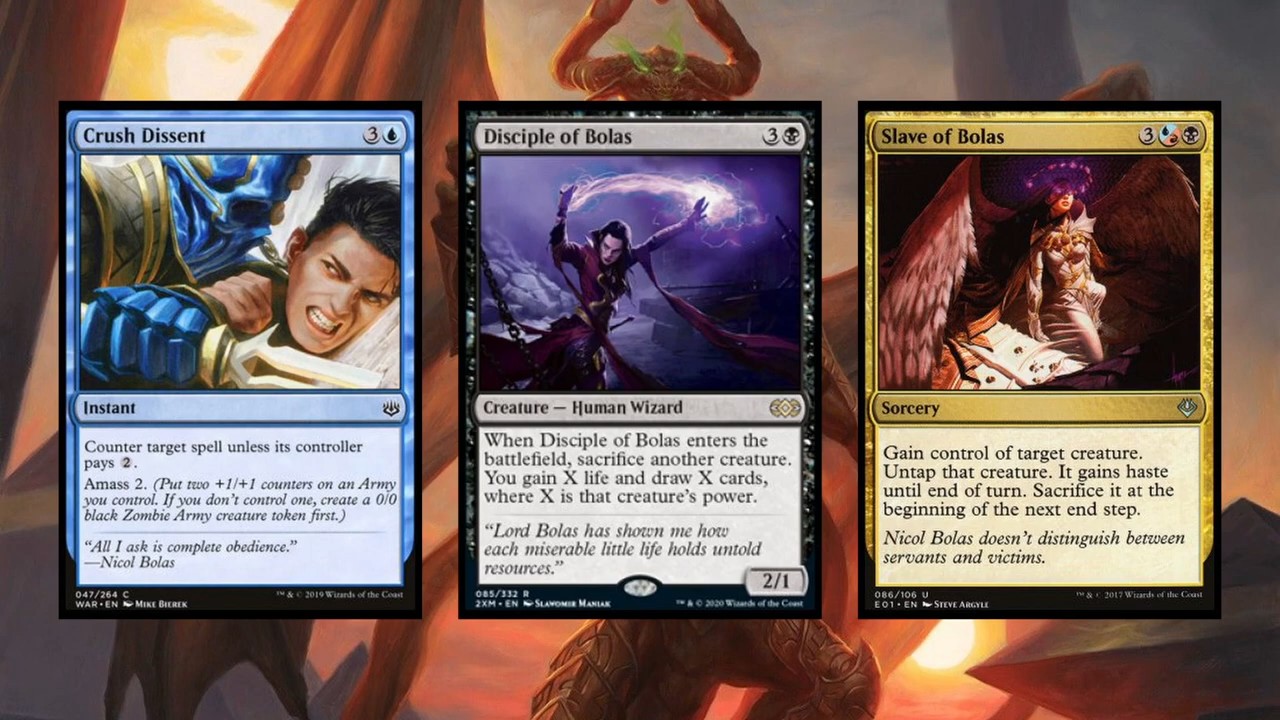 Crush Dissent 3
Instant
Counter target spell unless its controller
pays 2.
Amass 2. (Put two +1/+1 counters on an Army
you control. If you don't control one, create a 0/0
black Zombie Army creature token first.)
“All I ask is complete obedience.”
—Nicol Bolas
047/264 C
WAR • EN Mike Bierek ™ & © 2019 Wizards of the Coast
Disciple of Bolas 3
Creature — Human Wizard
When Disciple of Bolas enters the
battlefield, sacrifice another creature.
You gain X life and draw X cards,
where X is that creature's power.
“Lord Bolas has shown me how
each miserable little life holds untold
resources.”
2/1
085/332 R
2XM • EN Slawomir Maniak ™ & © 2020 Wizards of the Coast
Slave of Bolas 3
Sorcery
Gain control of target creature.
Untap that creature. It gains haste
until end of turn. Sacrifice it at the
beginning of the next end step.
Nicol Bolas doesn't distinguish between
servants and victims.
086/106 U
E01 • EN Steve Argyle ™ & © 2017 Wizards of the Coast